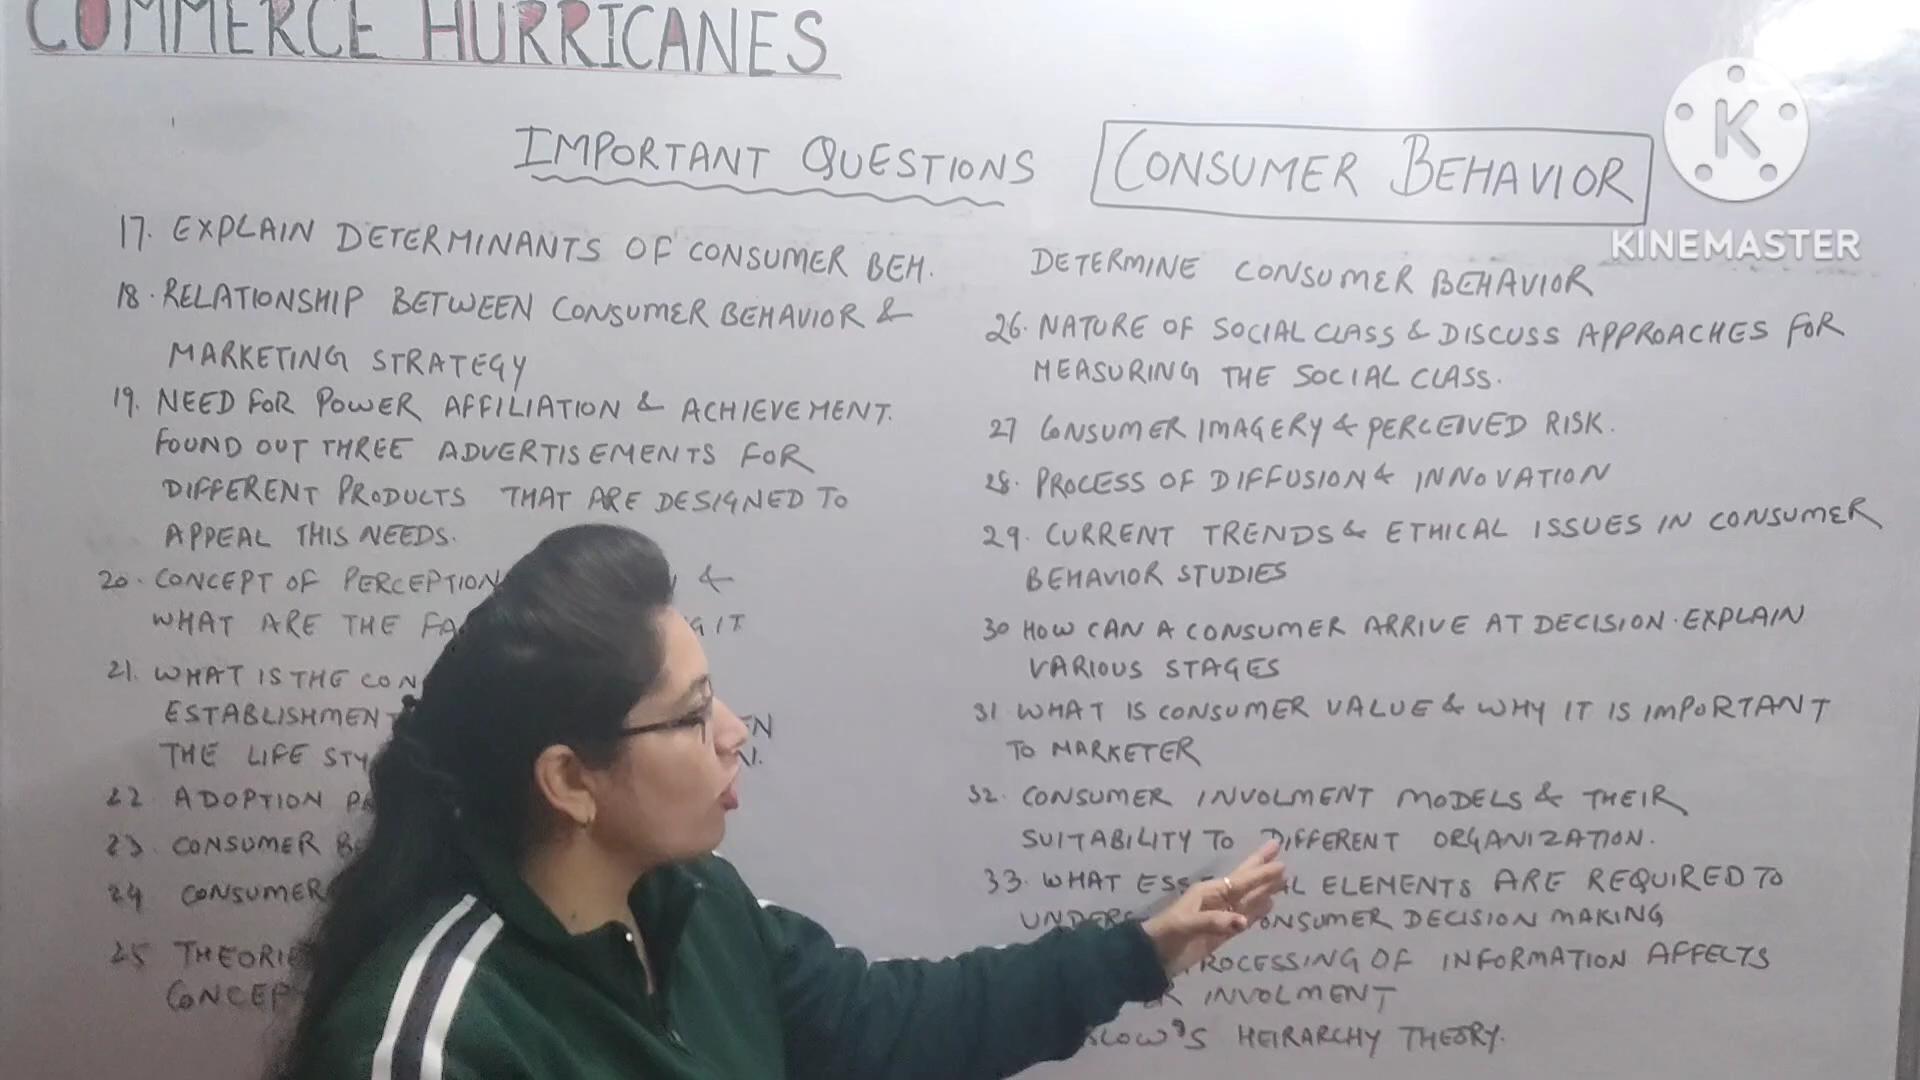 COMMERCE HURRICANES
IMPORTANT QUESTIONS
CONSUMER BEHAVIOR
KINEMASTER
17. EXPLAIN DETERMINANTS OF CONSUMER BEH.
18. RELATIONSHIP BETWEEN CONSUMER BEHAVIOR &
MARKETING STRATEGY
19. NEED FOR POWER AFFILIATION & ACHIEVEMENT.
FOUND OUT THREE ADVERTISEMENTS FOR
DIFFERENT PRODUCTS THAT ARE DESIGNED TO
APPEAL THIS NEEDS.
20. CONCEPT OF PERCEPTION &
WHAT ARE THE IT
21. WHAT IS THE
ESTABLISHMENT
THE LIFE
22. ADOPTION
23. CONSUMER
24 CONSUMER
25
DETERMINE CONSUMER BEHAVIOR
26. NATURE OF SOCIAL CLASS & DISCUSS APPROACHES FOR
MEASURING THE SOCIAL CLASS.
27 CONSUMER IMAGERY & PERCEIVED RISK.
28. PROCESS OF DIFFUSION & INNOVATION
29. CURRENT TRENDS & ETHICAL ISSUES IN CONSUMER
BEHAVIOR STUDIES
30 HOW CAN A CONSUMER ARRIVE AT DECISION. EXPLAIN
VARIOUS STAGES
31 WHAT IS CONSUMER VALUE & WHY IT IS IMPORTANT
TO MARKETER
32. CONSUMER INVOLMENT MODELS & THEIR
SUITABILITY TO DIFFERENT ORGANIZATION.
33. WHAT ELEMENTS ARE REQUIRED TO
CONSUMER DECISION MAKING
PROCESSING OF INFORMATION AFFECTS
INVOLMENT
HEIRARCHY THEORY.